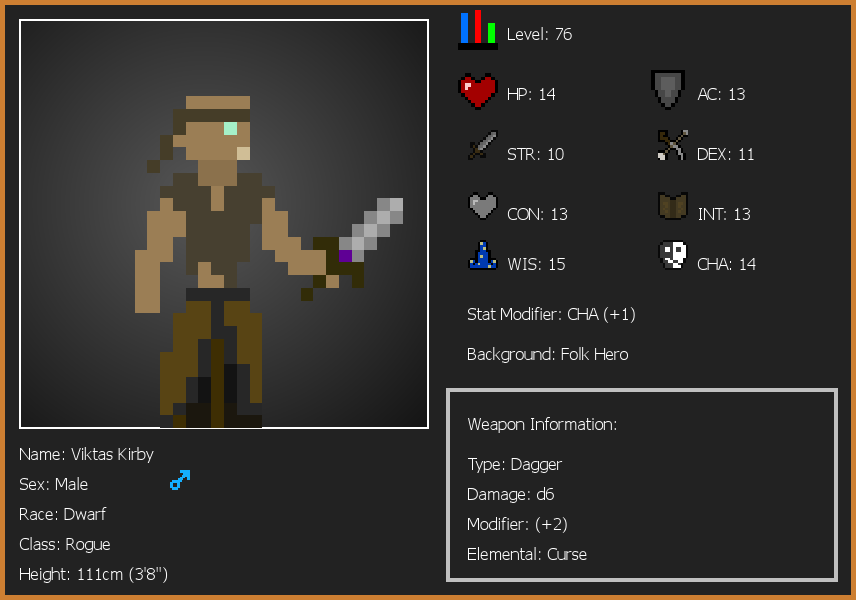 Level: 76
HP: 14
AC: 13
STR: 10
DEX: 11
CON: 13
INT: 13
WIS: 15
CHA: 14
Stat Modifier: CHA (+1)
Background: Folk Hero
Weapon Information:
Type: Dagger
Damage: d6
Modifier: (+2)
Elemental: Curse
Name: Viktas Kirby
Sex: Male
Race: Dwarf
Class: Rogue
Height: 111cm (3'8")